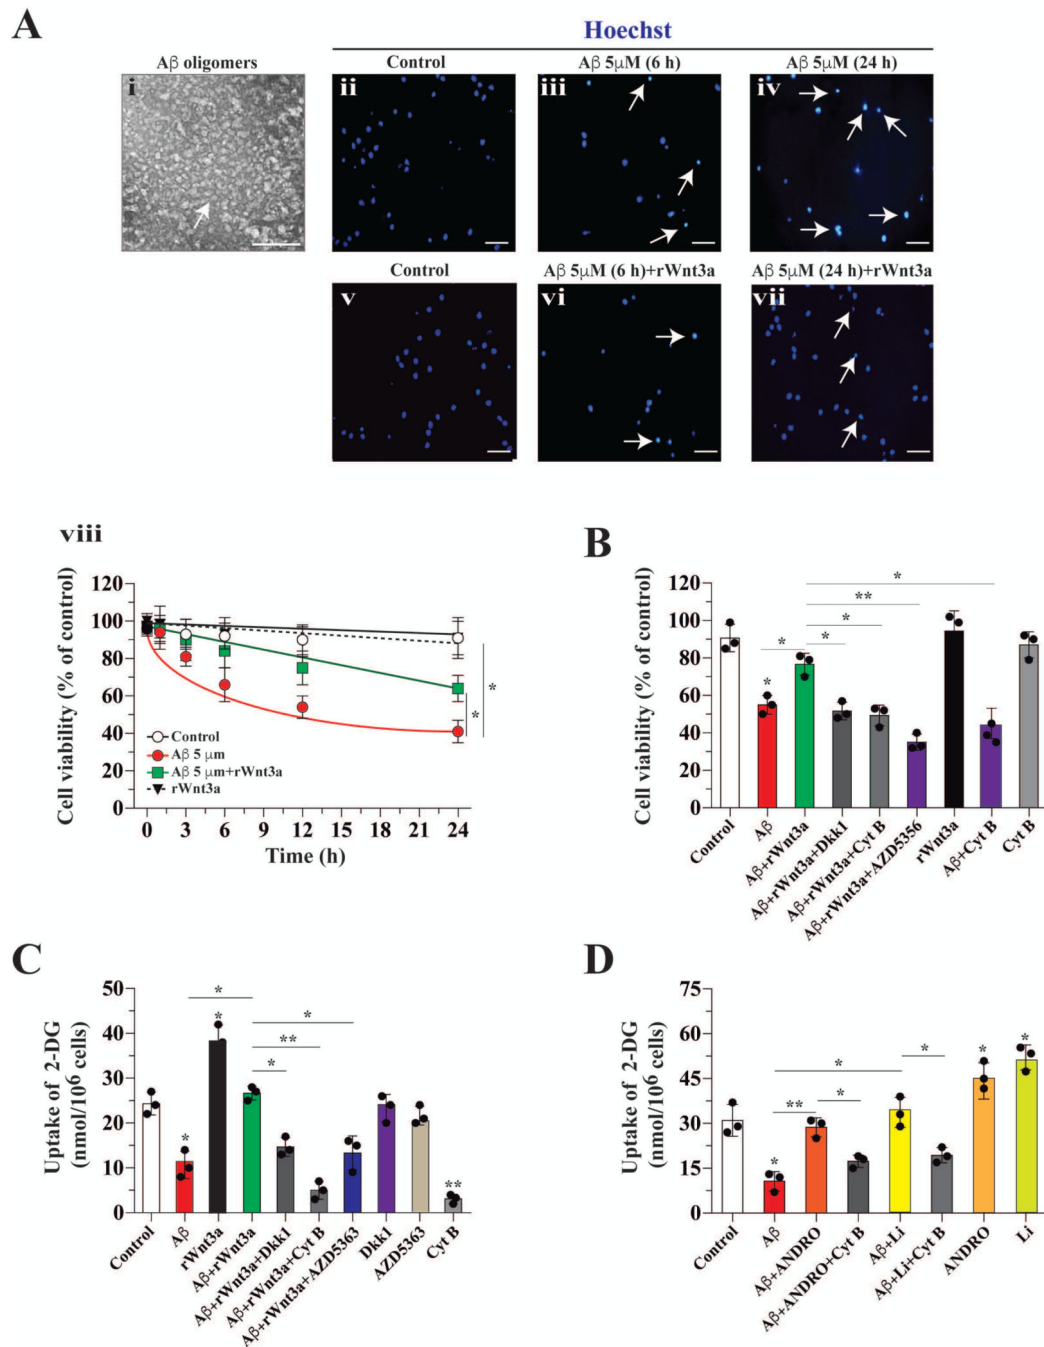 A
Hoechst
Aβ oligomers
Control
Aβ 5μM (6 h)
Aβ 5μM (24 h)
i
ii
iii
iv
Control
Aβ 5μM (6 h)+rWnt3a
Aβ 5μM (24 h)+rWnt3a
v
vi
vii
viii
Cell viability (% of control)
120
100
80
60
40
20
0
*
*
Control
Aβ 5 μm
Aβ 5 μm+rWnt3a
rWnt3a
0 3 6 9 12 15 18 21 24
Time (h)
B
Cell viability (% of control)
120
100
80
60
40
20
0
*
**
*
* *
*
Control
Aβ
Aβ+rWnt3a
Aβ+rWnt3a+Dkk1
Aβ+rWnt3a+Cyt B
Aβ+rWnt3a+AZD5356
rWnt3a
Aβ+Cyt B
Cyt B
C
Uptake of 2-DG
(nmol/10⁶ cells)
50
40
30
20
10
0
*
*
*
**
*
*
**
Control
Aβ
rWnt3a
Aβ+rWnt3a
Aβ+rWnt3a+Dkk1
Aβ+rWnt3a+Cyt B
Aβ+rWnt3a+AZD5363
Dkk1
AZD5363
Cyt B
D
Uptake of 2-DG
(nmol/10⁶ cells)
75
60
45
30
15
0
*
*
*
*
** *
*
Control
Aβ
Aβ+ANDRO
Aβ+ANDRO+Cyt B
Aβ+Li
Aβ+Li+Cyt B
ANDRO
Li